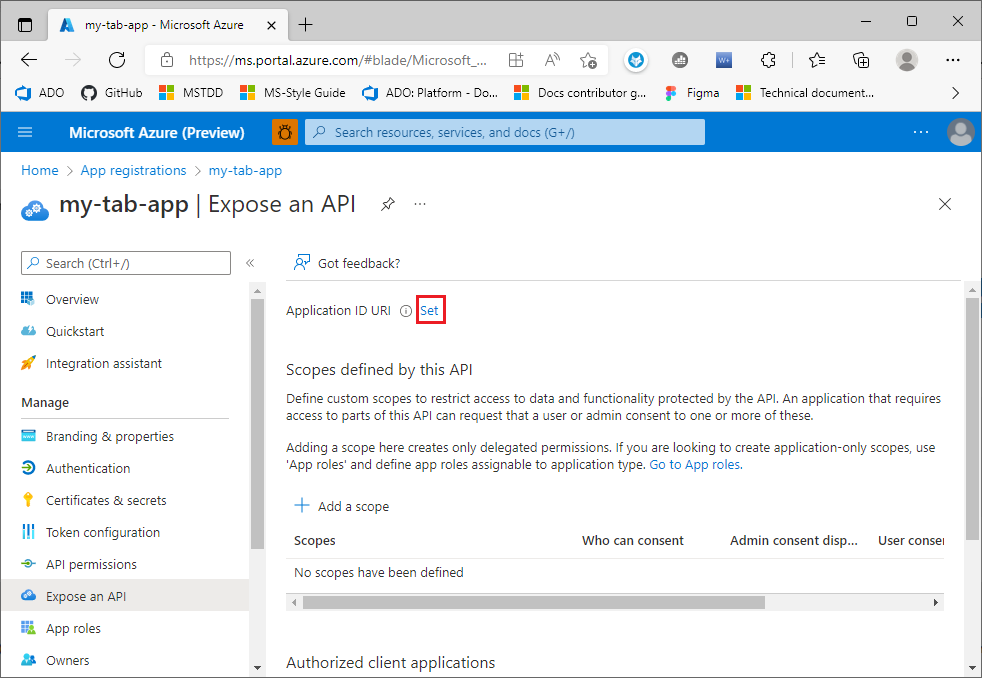 my-tab-app - Microsoft Azure
https://ms.portal.azure.com/#blade/Microsoft_...
ADO
GitHub
MSTDD
MS-Style Guide
ADO: Platform - Do...
Docs contributor g...
Figma
Technical document...
Microsoft Azure (Preview)
Search resources, services, and docs (G+/)
Home > App registrations > my-tab-app
my-tab-app | Expose an API
Search (Ctrl+/)
Overview
Quickstart
Integration assistant
Manage
Branding & properties
Authentication
Certificates & secrets
Token configuration
API permissions
Expose an API
App roles
Owners
Got feedback?
Application ID URI Set
Scopes defined by this API
Define custom scopes to restrict access to data and functionality protected by the API. An application that requires
access to parts of this API can request that a user or admin consent to one or more of these.
Adding a scope here creates only delegated permissions. If you are looking to create application-only scopes, use
'App roles' and define app roles assignable to application type. Go to App roles.
Add a scope
Scopes Who can consent Admin consent disp... User conser
No scopes have been defined
Authorized client applications